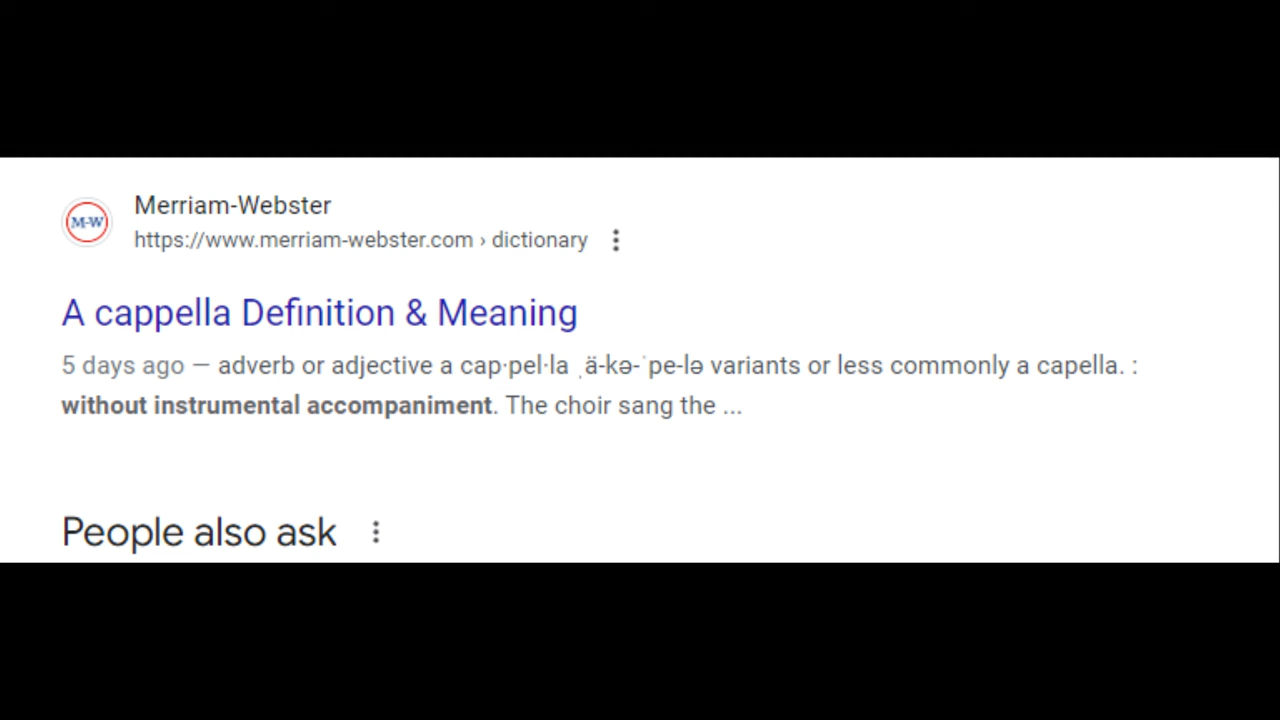 M-W
Merriam-Webster
https://www.merriam-webster.com › dictionary
A cappella Definition & Meaning
5 days ago — adverb or adjective a cap·pel·la ˌä-kə-ˈpe-lə variants or less commonly a capella. :
without instrumental accompaniment. The choir sang the ...
People also ask